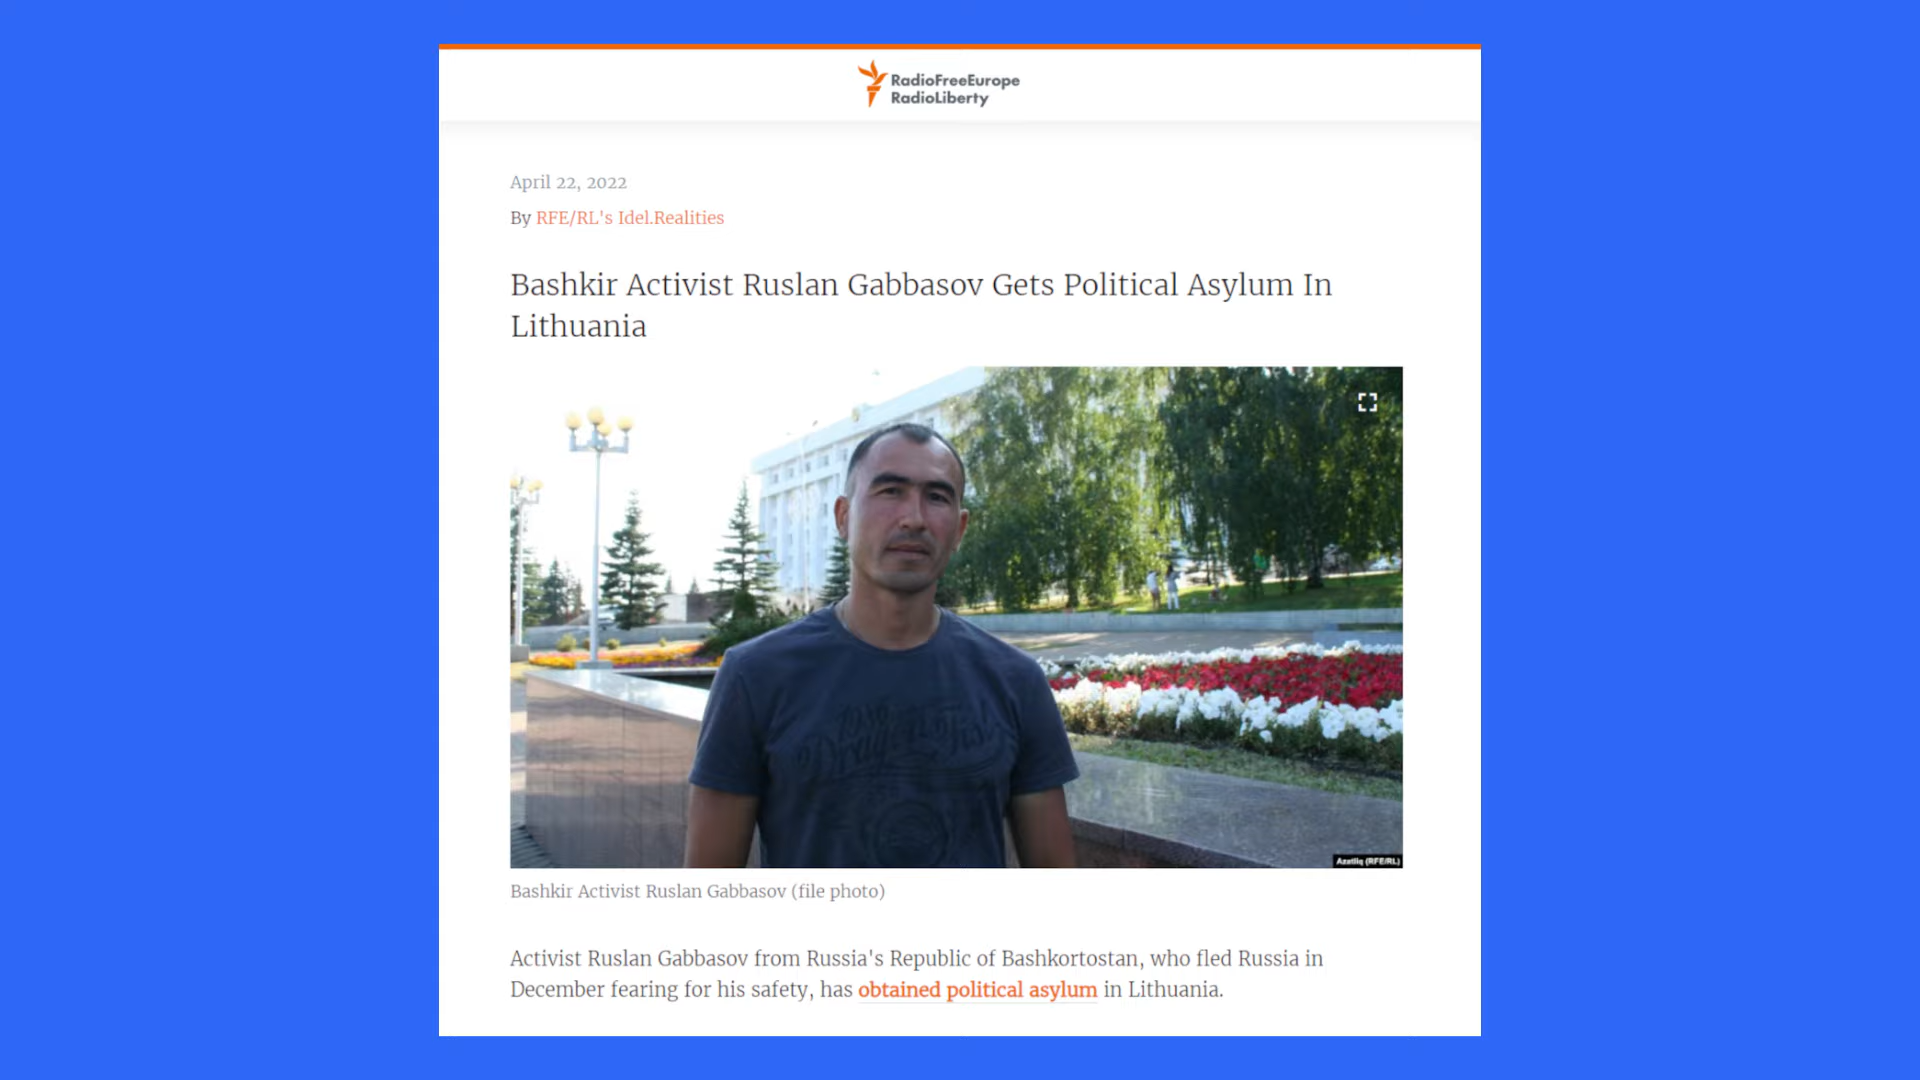 RadioFreeEurope
RadioLiberty
April 22, 2022
By RFE/RL's Idel.Realities
Bashkir Activist Ruslan Gabbasov Gets Political Asylum In
Lithuania
Azatliq (RFE/RL)
Bashkir Activist Ruslan Gabbasov (file photo)
Activist Ruslan Gabbasov from Russia's Republic of Bashkortostan, who fled Russia in
December fearing for his safety, has obtained political asylum in Lithuania.